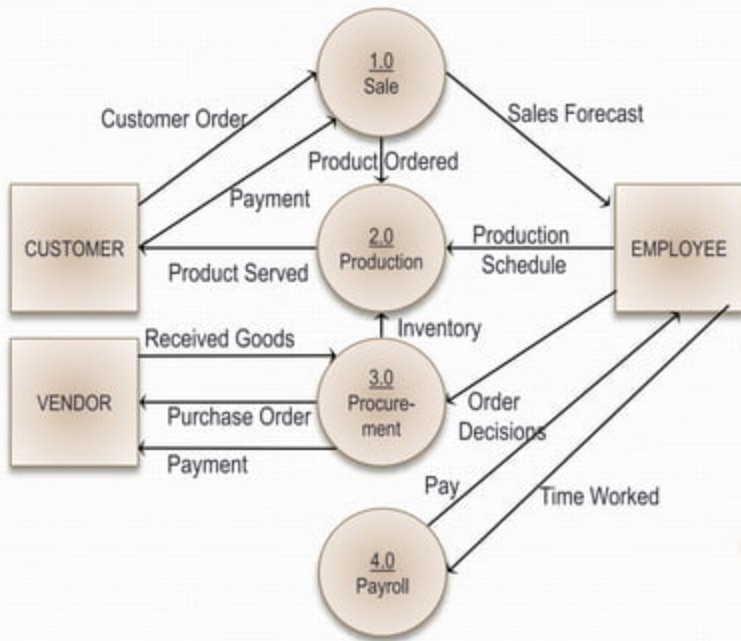 1.0
Sale
Customer Order
Sales Forecast
Product Ordered
Payment
CUSTOMER
2.0
Production
Production
Schedule
EMPLOYEE
Product Served
Received Goods
Inventory
VENDOR
3.0
Procure-
ment
Purchase Order
Order
Decisions
Payment
Pay
Time Worked
4.0
Payroll